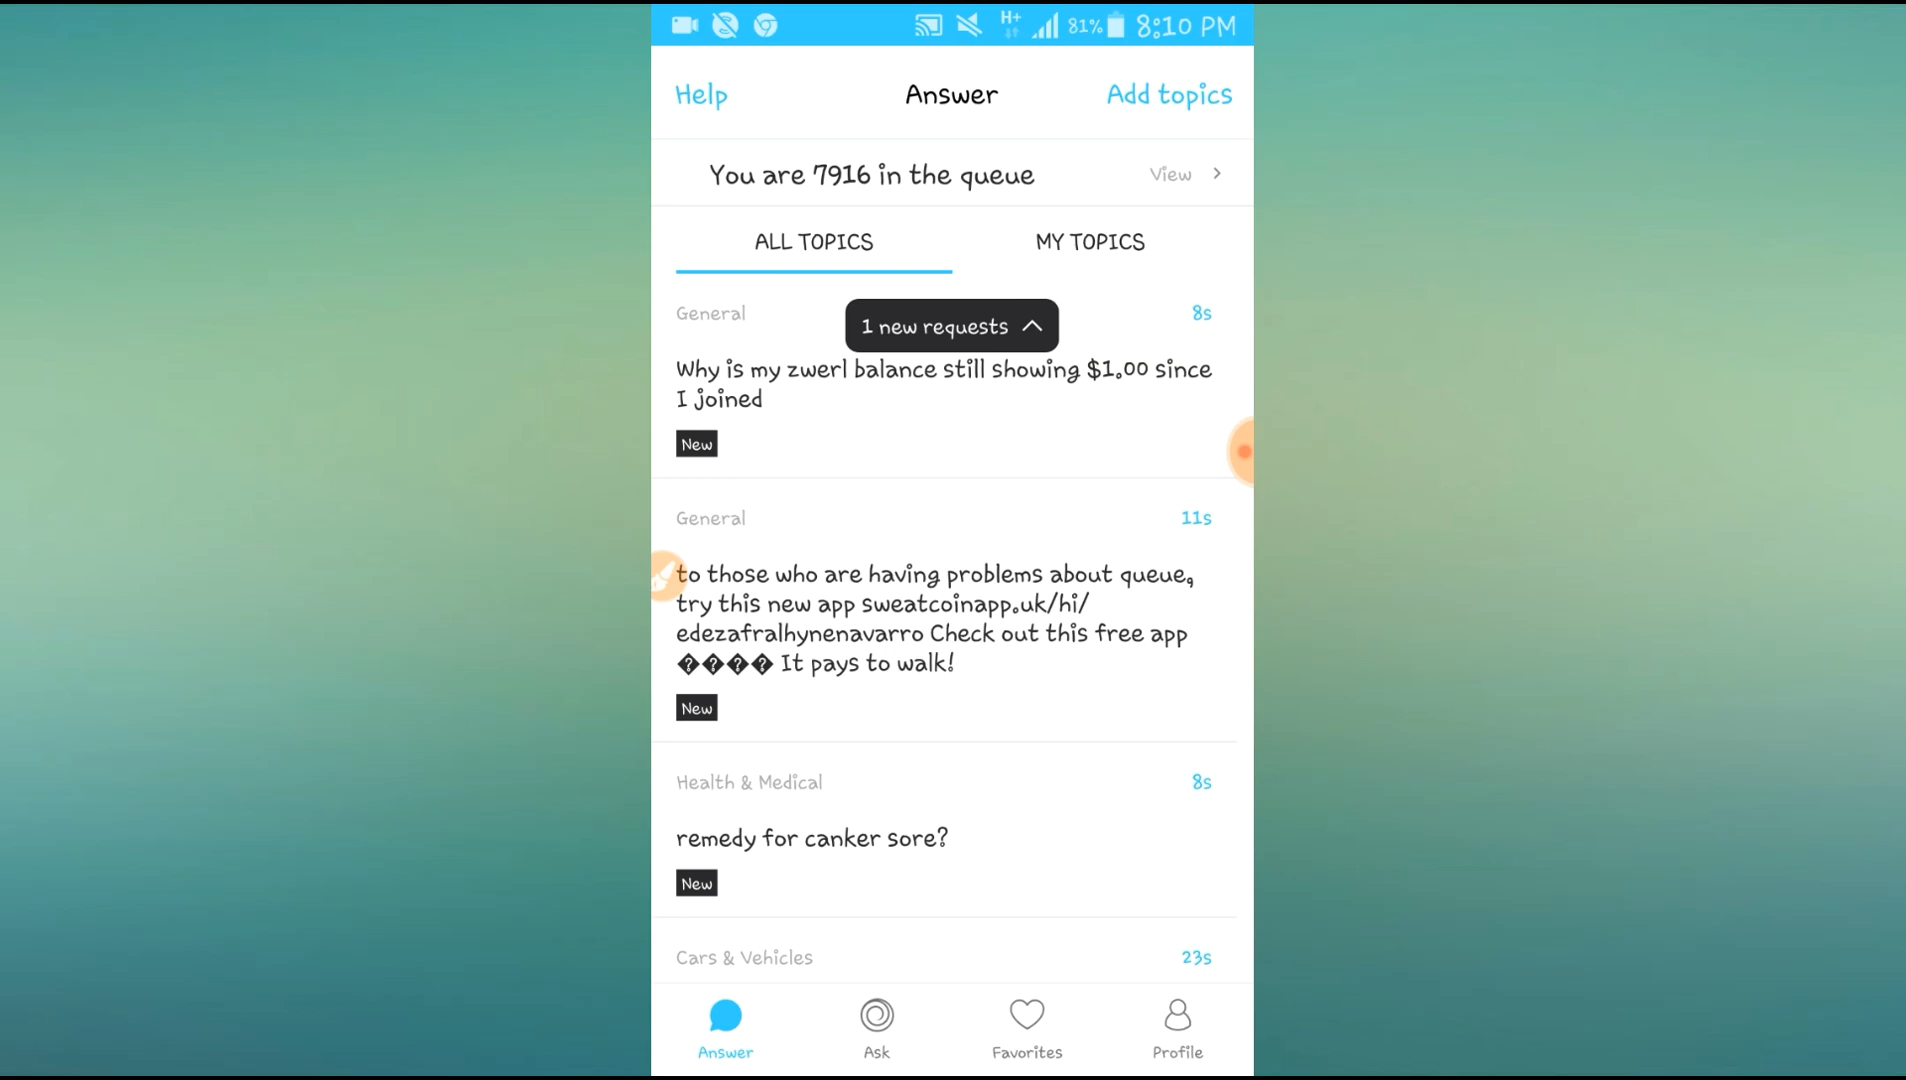 H+ 81% 8:10 PM
Help Answer Add topics
You are 7916 in the queue View
ALL TOPICS MY TOPICS
General 8s
1 new requests
Why is my zwerl balance still showing $1.00 since
I joined
New
General 11s
to those who are having problems about queue,
try this new app sweatcoinapp.uk/hi/
edezafralhynenavarro Check out this free app
���� It pays to walk!
New
Health & Medical 8s
remedy for canker sore?
New
Cars & Vehicles 23s
Answer Ask Favorites Profile